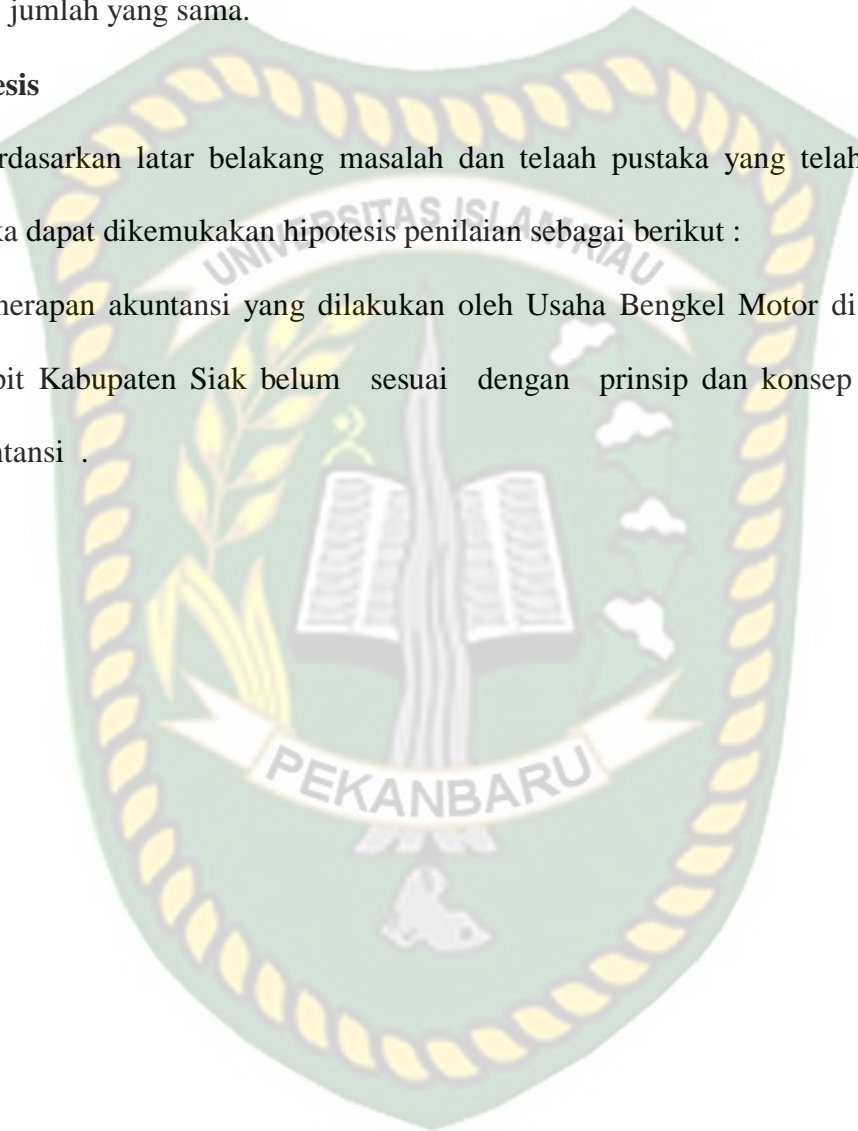 jumlah yang sama.
esis
rdasarkan latar belakang masalah dan telaah pustaka yang telah
ka dapat dikemukakan hipotesis penilaian sebagai berikut :
UNIVERSITAS ISLAM RIAU
nerapan akuntansi yang dilakukan oleh Usaha Bengkel Motor di
pit Kabupaten Siak belum sesuai dengan prinsip dan konsep
ntansi .
PEKANBARU